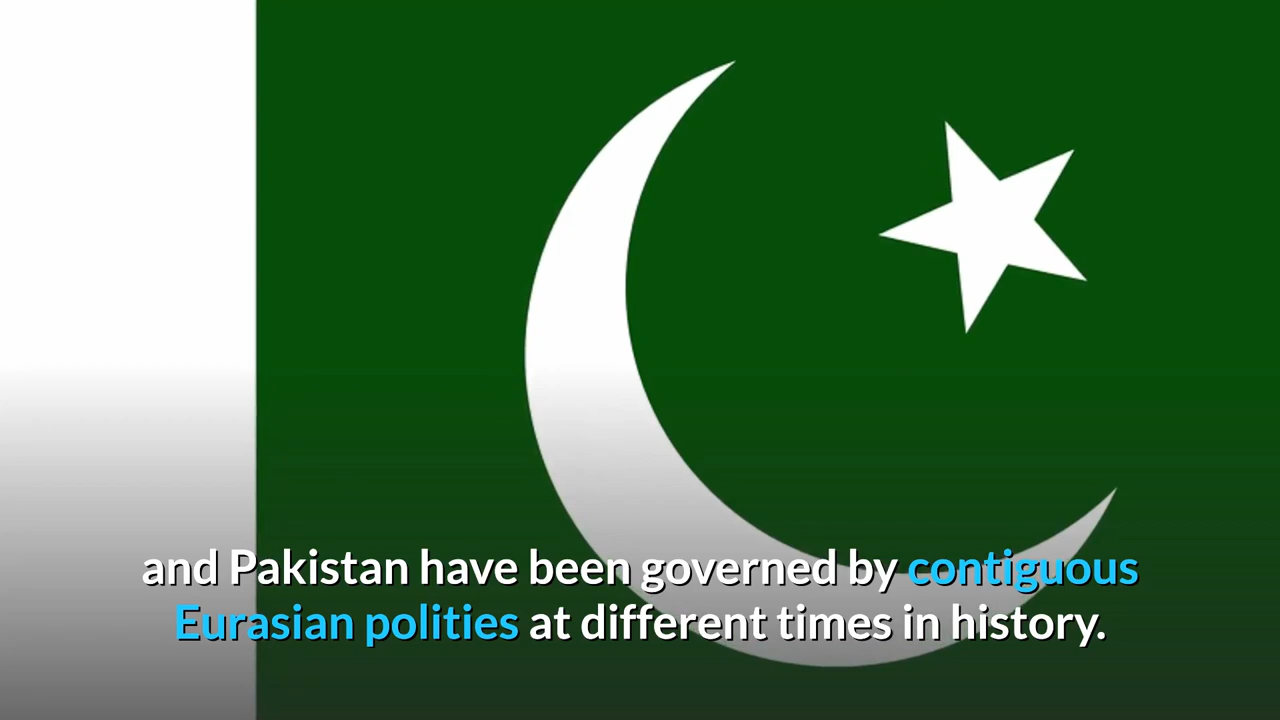 and Pakistan have been governed by contiguous
Eurasian polities at different times in history.